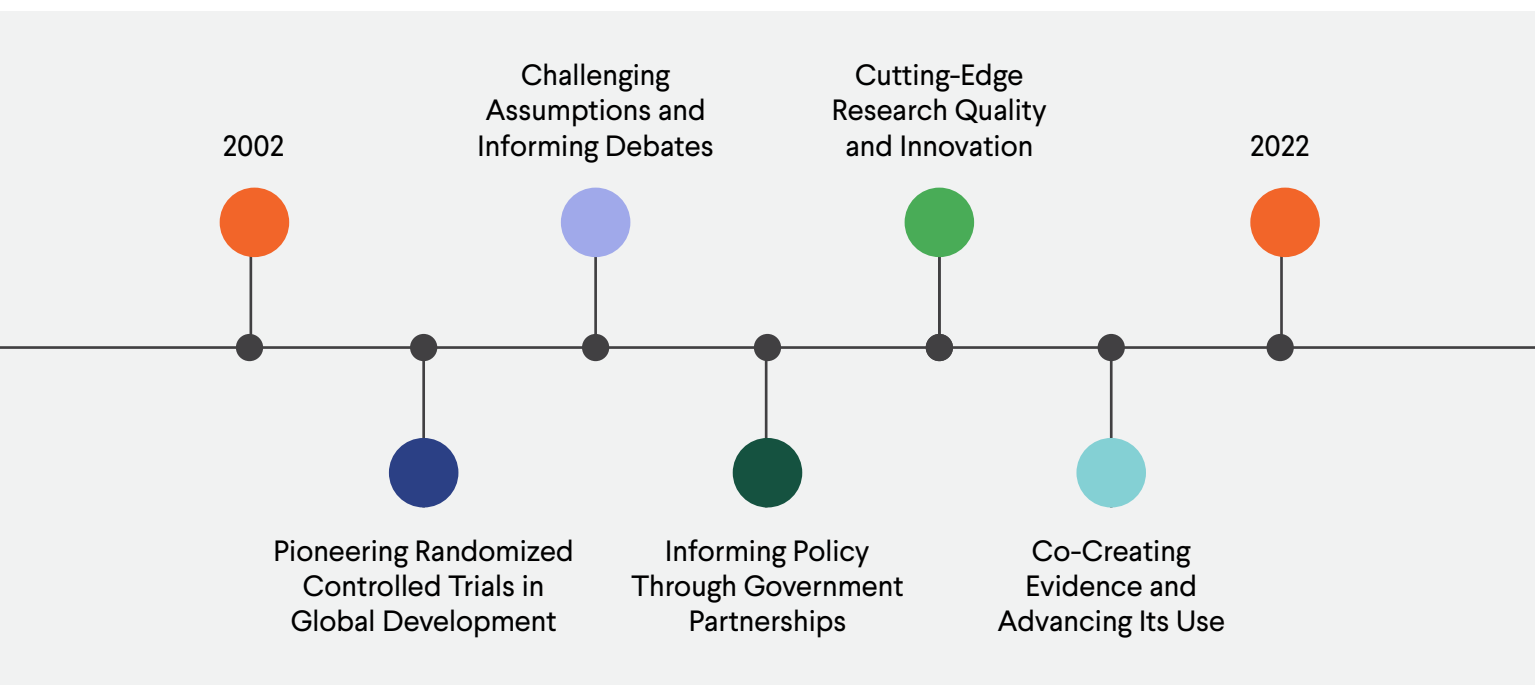 2002
Challenging
Assumptions and
Informing Debates
Cutting-Edge
Research Quality
and Innovation
2022
Pioneering Randomized
Controlled Trials in
Global Development
Informing Policy
Through Government
Partnerships
Co-Creating
Evidence and
Advancing Its Use